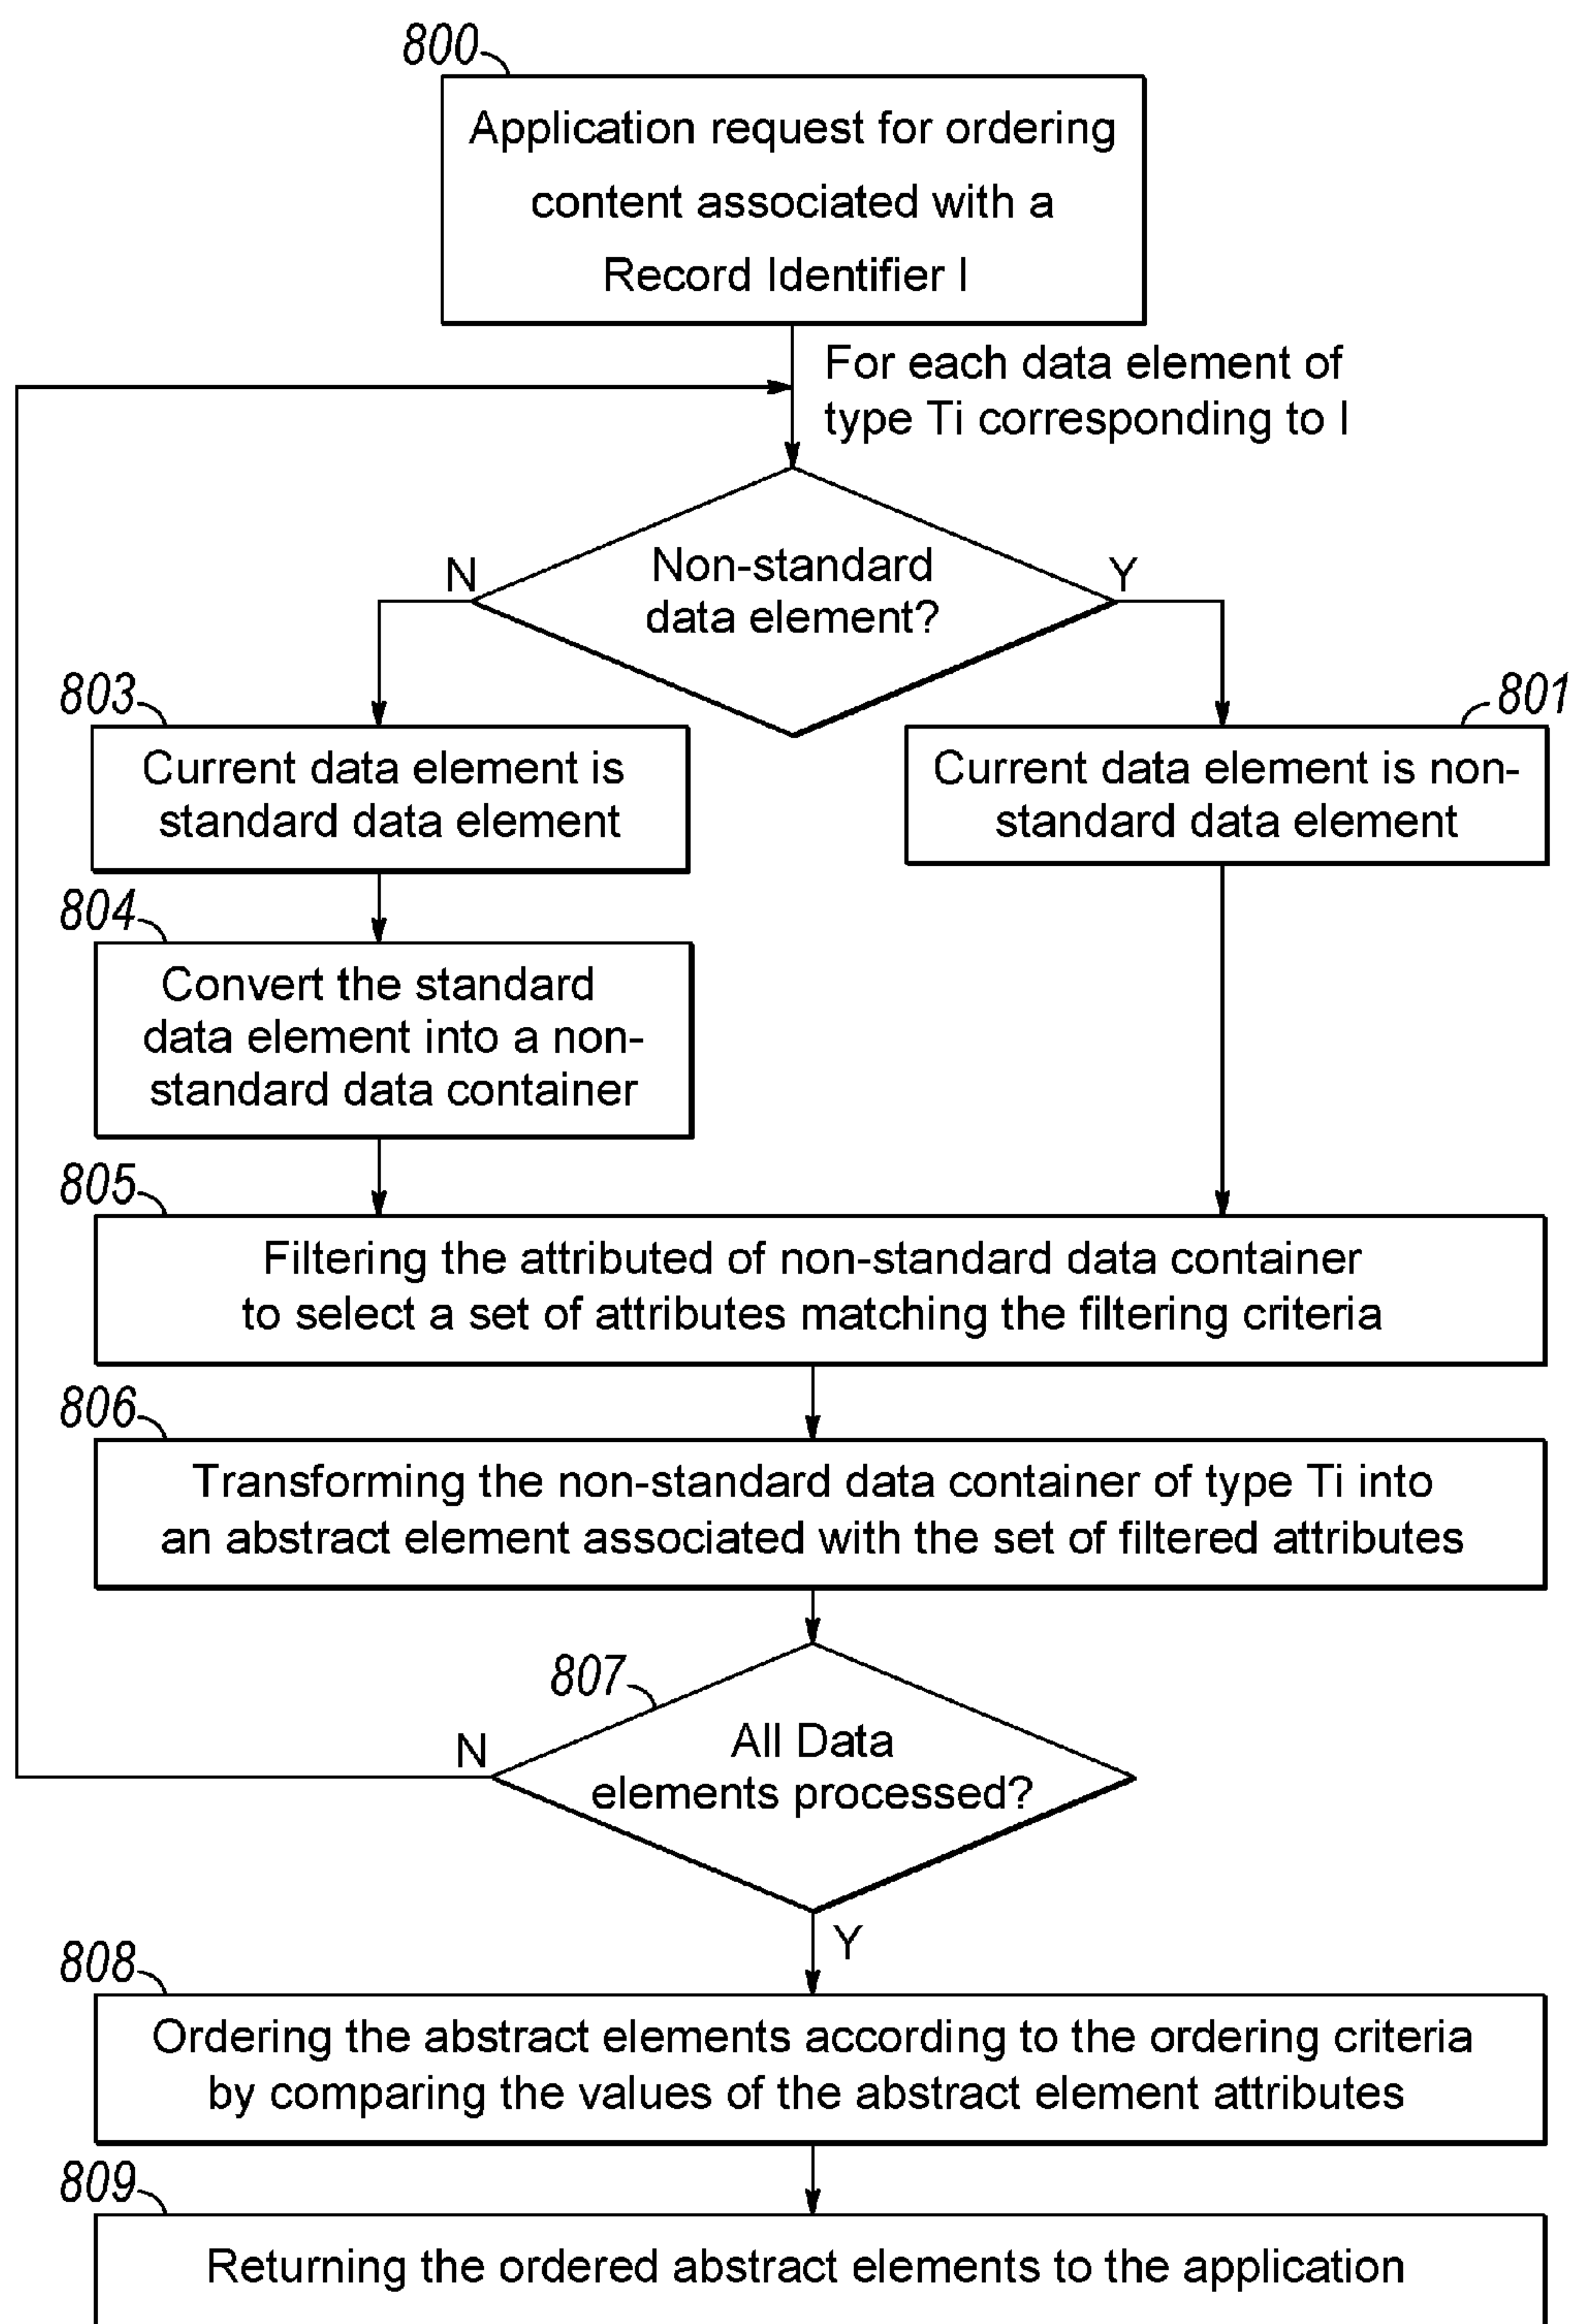 800
Application request for ordering
content associated with a
Record Identifier I
For each data element of
type Ti corresponding to I
Non-standard
data element?
N
Y
803
Current data element is
standard data element
801
Current data element is non-
standard data element
804
Convert the standard
data element into a non-
standard data container
805
Filtering the attributed of non-standard data container
to select a set of attributes matching the filtering criteria
806
Transforming the non-standard data container of type Ti into
an abstract element associated with the set of filtered attributes
807
All Data
elements processed?
N
Y
808
Ordering the abstract elements according to the ordering criteria
by comparing the values of the abstract element attributes
809
Returning the ordered abstract elements to the application